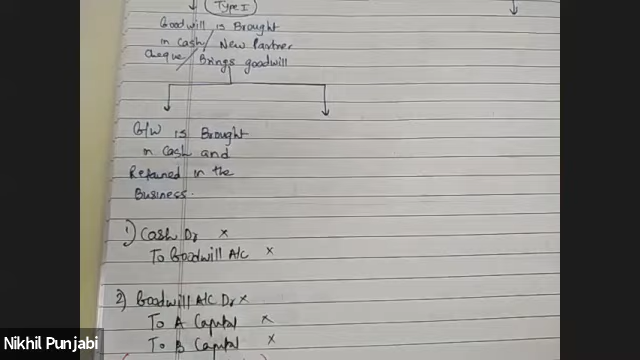 Type I
Goodwill is Brought
in Cash / New Partner
Cheque / Brings goodwill
G/W is Brought
in Cash and
Retained in the
Business.
1) Cash Dr x
To Goodwill A/c x
2) Goodwill A/C Dr x
To A Capital x
To B Capital x
Nikhil Punjabi